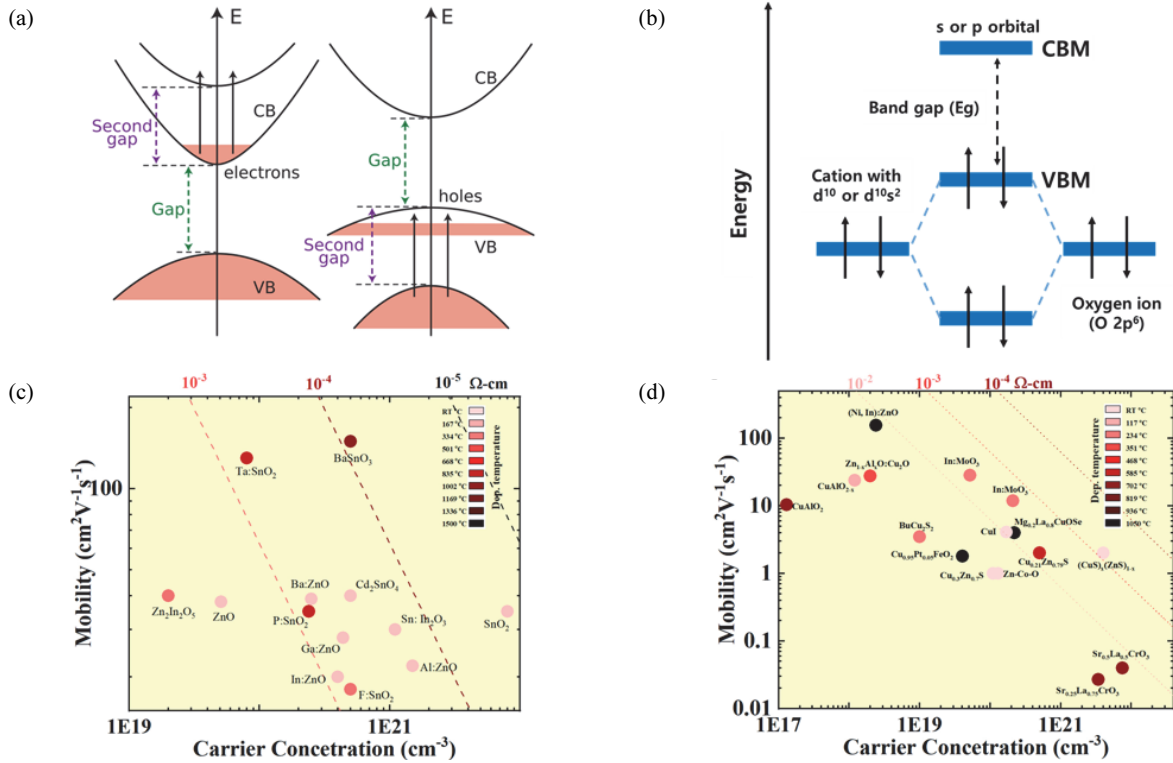 (a)
E
CB
Second
gap
electrons
Gap
VB
E
CB
Gap
holes
VB
Second
gap
(b)
s or p orbital
CBM
Band gap (Eg)
Cation with
d¹⁰ or d¹⁰s²
VBM
Energy
Oxygen ion
(O 2p⁶)
(c)
10⁻³
10⁻⁴
10⁻⁵ Ω-cm
RT °C
167 °C
334 °C
501 °C
668 °C
835 °C
1002 °C
1169 °C
1336 °C
1500 °C
Dep. temperature
Ta:SnO₂
BaSnO₃
100
Mobility (cm²V⁻¹s⁻¹)
Zn₂In₂O₅
ZnO
Ba:ZnO
Cd₂SnO₄
P:SnO₂
Sn: In₂O₃
SnO₂
Ga:ZnO
Al:ZnO
In:ZnO
F:SnO₂
1E19
1E21
Carrier Concetration (cm⁻³)
(d)
10⁻²
10⁻³
10⁻⁴ Ω-cm
RT °C
117 °C
234 °C
351 °C
468 °C
585 °C
702 °C
819 °C
936 °C
1050 °C
Dep. temperature
(Ni, In):ZnO
100
Zn₁₋ₓAlₓO:Cu₂O
In:MoO₃
CuAlO₂₋ₓ
10
CuAlO₂
In:MoO₃
BuCu₂S₂
CuI
Mg₀.₂La₀.₈CuOSe
Cu₀.₉₅Pt₀.₀₅FeO₂
Cu₀.₂₁Zn₀.₇₉S
(CuS)ₓ(ZnS)₁₋ₓ
1
Cu₀.₃Zn₀.₇S
Zn-Co-O
0.1
Sr₀.₅La₀.₅CrO₃
Sr₀.₂₅La₀.₇₅CrO₃
0.01
Mobility (cm²V⁻¹s⁻¹)
1E17
1E19
1E21
Carrier Concetration (cm⁻³)